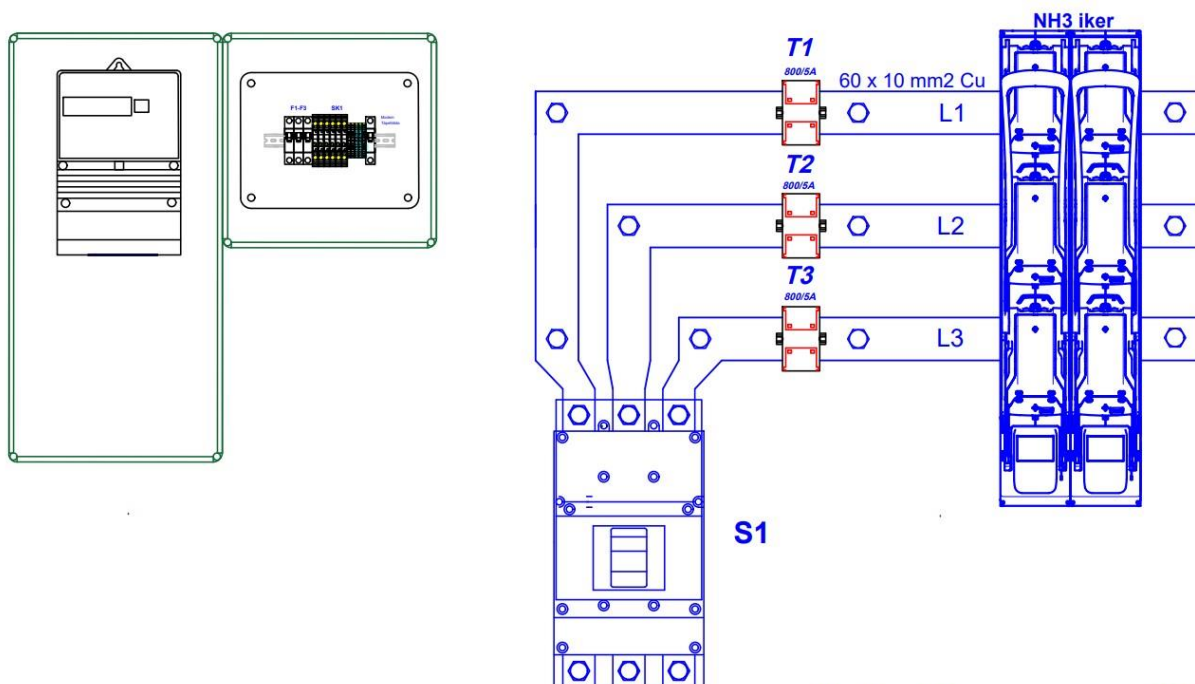 NH3 iker
T1
800/5A
60 x 10 mm2 Cu
L1
F1-F3
SK1
T2
800/5A
L2
T3
800/5A
L3
S1